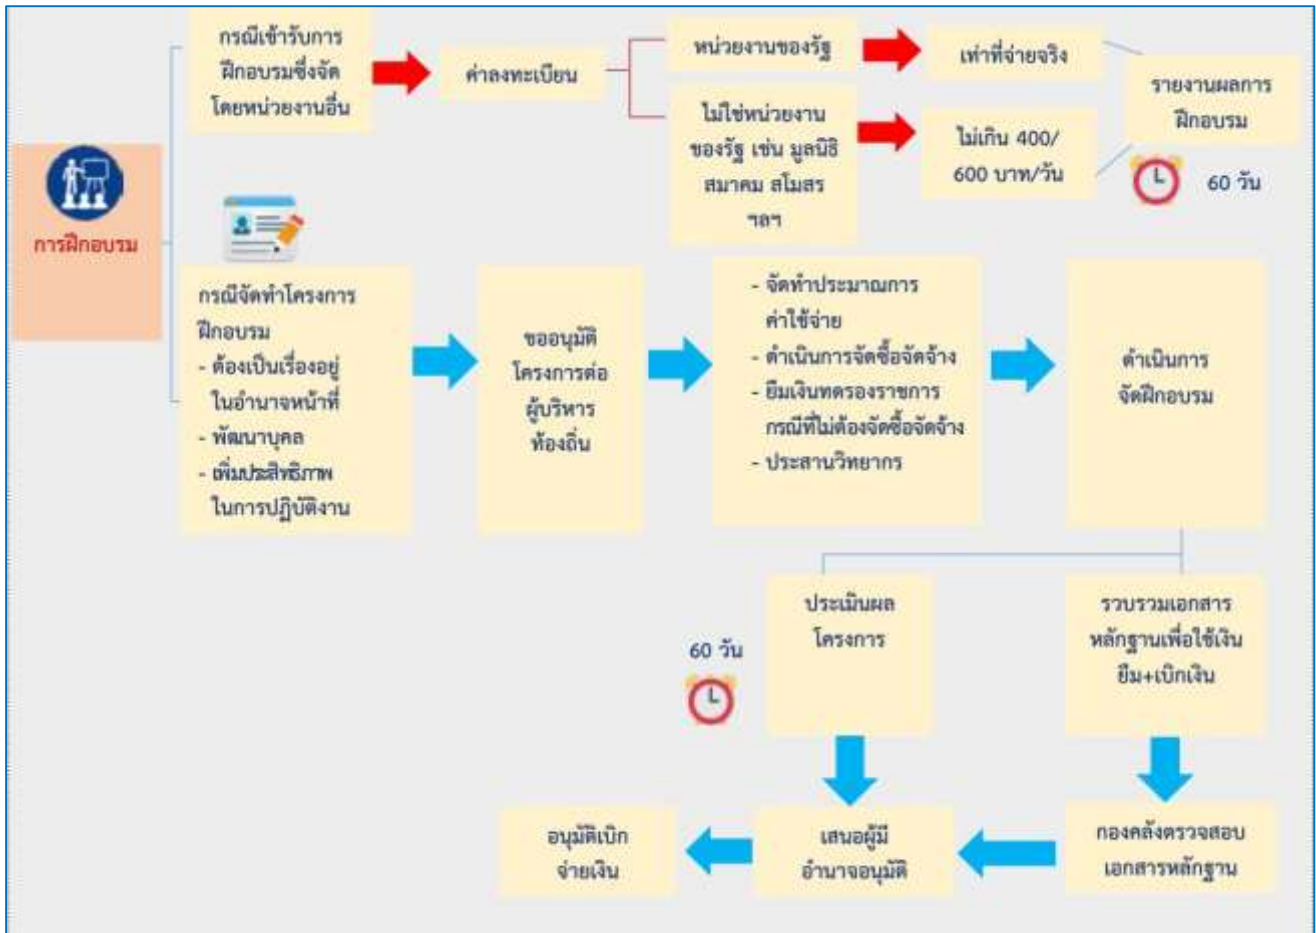 การฝึกอบรม
กรณีเข้ารับการ
ฝึกอบรมซึ่งจัด
โดยหน่วยงานอื่น
ค่าลงทะเบียน
หน่วยงานของรัฐ
เท่าที่จ่ายจริง
ไม่ใช่หน่วยงาน
ของรัฐ เช่น มูลนิธิ
สมาคม สโมสร
ฯลฯ
ไม่เกิน 400/
600 บาท/วัน
รายงานผลการ
ฝึกอบรม
60 วัน
กรณีจัดทำโครงการ
ฝึกอบรม
- ต้องเป็นเรื่องอยู่
ในอำนาจหน้าที่
- พัฒนาบุคล
- เพิ่มประสิทธิภาพ
ในการปฏิบัติงาน
ขออนุมัติ
โครงการต่อ
ผู้บริหาร
ท้องถิ่น
- จัดทำประมาณการ
ค่าใช้จ่าย
- ดำเนินการจัดซื้อจัดจ้าง
- ยืมเงินทดรองราชการ
กรณีที่ไม่ต้องจัดซื้อจัดจ้าง
- ประสานวิทยากร
ดำเนินการ
จัดฝึกอบรม
ประเมินผล
โครงการ
60 วัน
รวบรวมเอกสาร
หลักฐานเพื่อใช้เงิน
ยืม+เบิกเงิน
กองคลังตรวจสอบ
เอกสารหลักฐาน
เสนอผู้มี
อำนาจอนุมัติ
อนุมัติเบิก
จ่ายเงิน